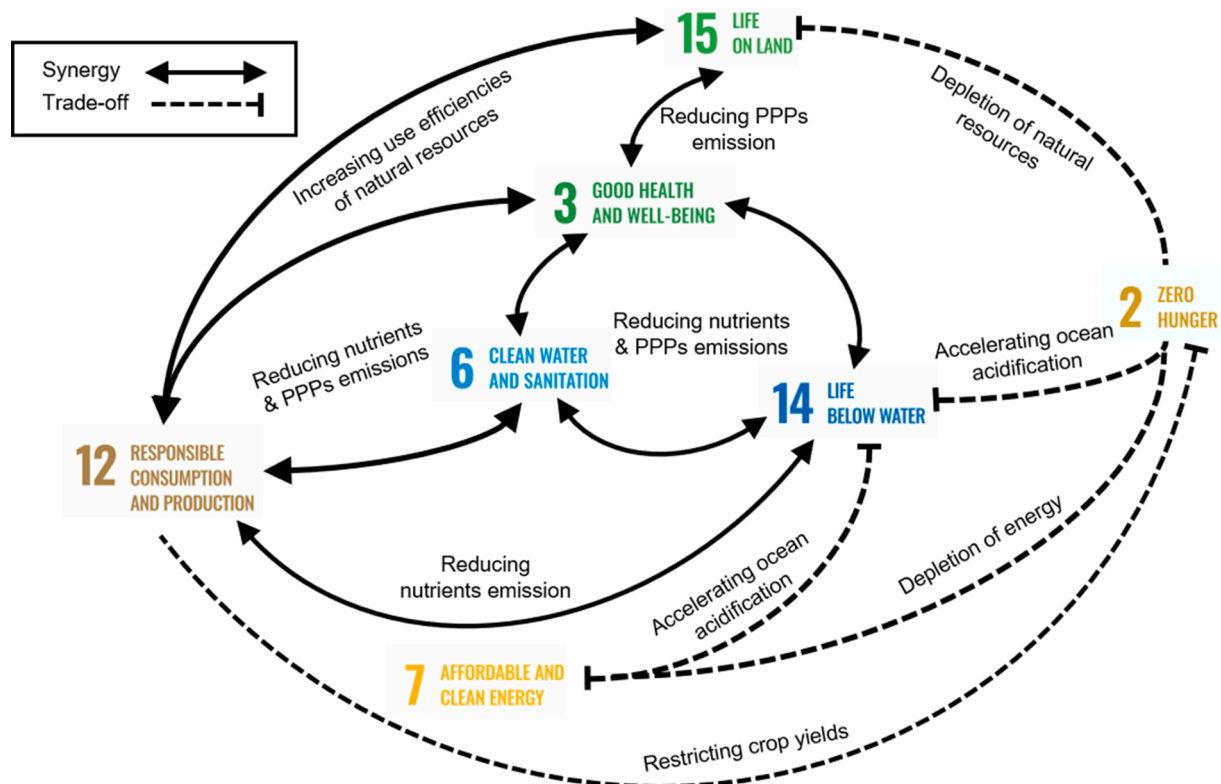 Synergy
Trade-off
15 LIFE
ON LAND
Increasing use efficiencies
of natural resources
Reducing PPPs
emission
Depletion of natural
resources
3 GOOD HEALTH
AND WELL-BEING
2 ZERO
HUNGER
Reducing nutrients
& PPPs emissions
6 CLEAN WATER
AND SANITATION
Reducing nutrients
& PPPs emissions
Accelerating ocean
acidification
14 LIFE
BELOW WATER
12 RESPONSIBLE
CONSUMPTION
AND PRODUCTION
Reducing
nutrients emission
Accelerating ocean
acidification
Depletion of energy
7 AFFORDABLE AND
CLEAN ENERGY
Restricting crop yields